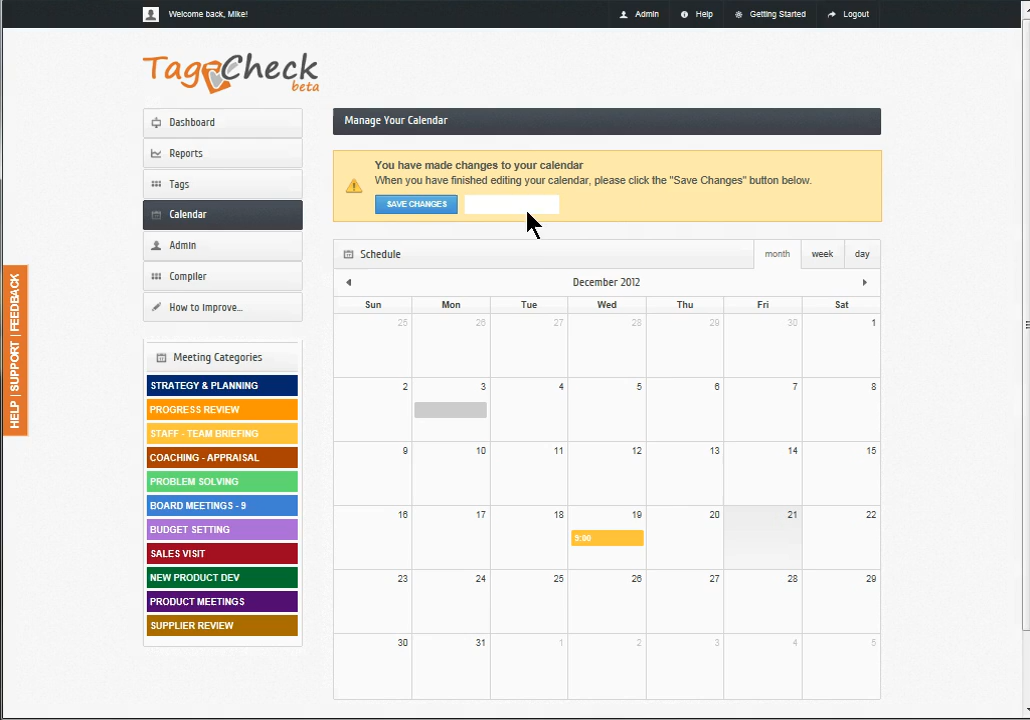 Welcome back, Mike!
Admin
Help
Getting Started
Logout
Tag Check
beta
Dashboard
Reports
Tags
Calendar
Admin
Compiler
How to improve...
HELP | SUPPORT | FEEDBACK
Meeting Categories
STRATEGY & PLANNING
PROGRESS REVIEW
STAFF - TEAM BRIEFING
COACHING - APPRAISAL
PROBLEM SOLVING
BOARD MEETINGS - 9
BUDGET SETTING
SALES VISIT
NEW PRODUCT DEV
PRODUCT MEETINGS
SUPPLIER REVIEW
Manage Your Calendar
You have made changes to your calendar
When you have finished editing your calendar, please click the "Save Changes" button below.
SAVE CHANGES
Schedule
month week day
December 2012
Sun Mon Tue Wed Thu Fri Sat
25 26 27 28 29 30 1
2 3 4 5 6 7 8
9 10 11 12 13 14 15
16 17 18 19 20 21 22
23 24 25 26 27 28 29
30 31 1 2 3 4 5